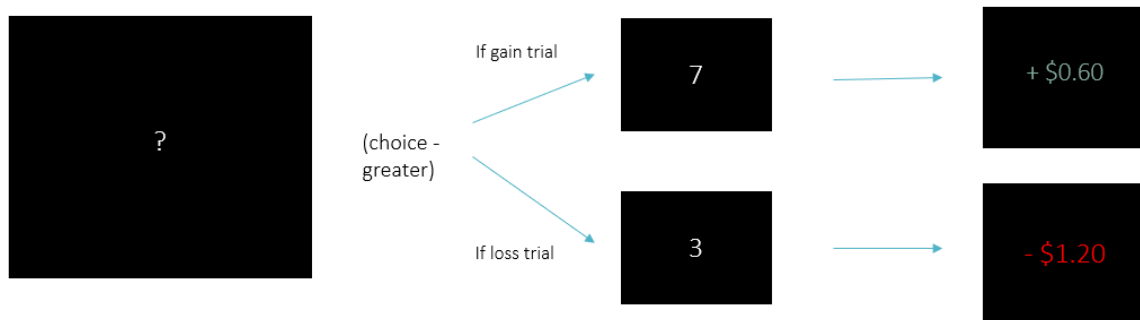 ?
(choice -
greater)
If gain trial
7
+ $0.60
If loss trial
3
- $1.20